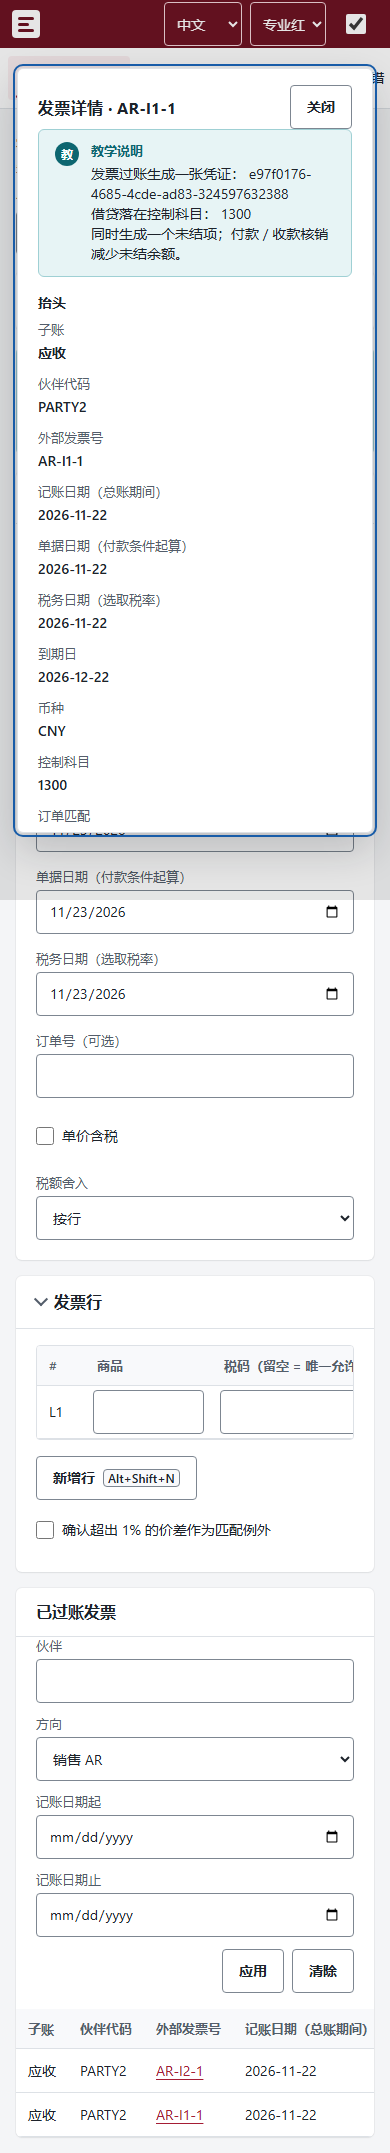 中文
专业红
错
发票详情 · AR-I1-1
关闭
教
教学说明
发票过账生成一张凭证： e97f0176-
4685-4cde-ad83-324597632388
借贷落在控制科目： 1300
同时生成一个未结项；付款 / 收款核销
减少未结余额。
抬头
子账
应收
伙伴代码
PARTY2
外部发票号
AR-I1-1
记账日期（总账期间）
2026-11-22
单据日期（付款条件起算）
2026-11-22
税务日期（选取税率）
2026-11-22
到期日
2026-12-22
币种
CNY
控制科目
1300
订单匹配
单据日期（付款条件起算）
11/23/2026
税务日期（选取税率）
11/23/2026
订单号（可选）
单价含税
税额舍入
按行
发票行
# 商品 税码（留空 = 唯一允许
L1
新增行 Alt+Shift+N
确认超出 1% 的价差作为匹配例外
已过账发票
伙伴
方向
销售 AR
记账日期起
mm/dd/yyyy
记账日期止
mm/dd/yyyy
应用 清除
子账 伙伴代码 外部发票号 记账日期（总账期间）
应收 PARTY2 AR-I2-1 2026-11-22
应收 PARTY2 AR-I1-1 2026-11-22